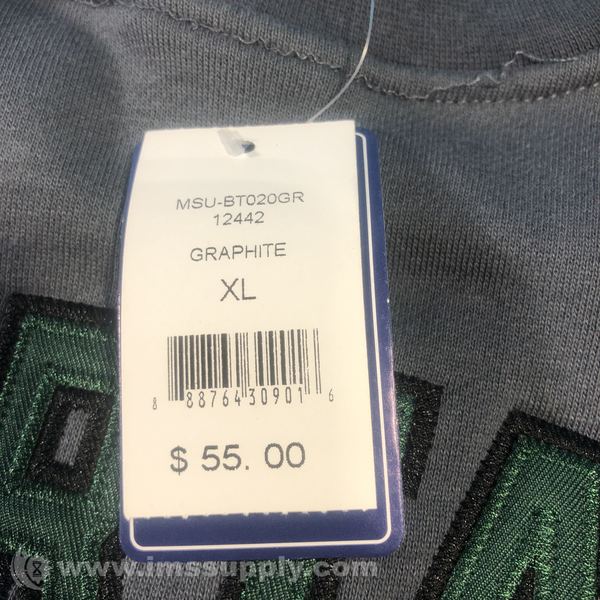 MSU-BT020GR
12442
GRAPHITE
XL
8 88764 30901 6
$ 55. 00
www.imssupply.com